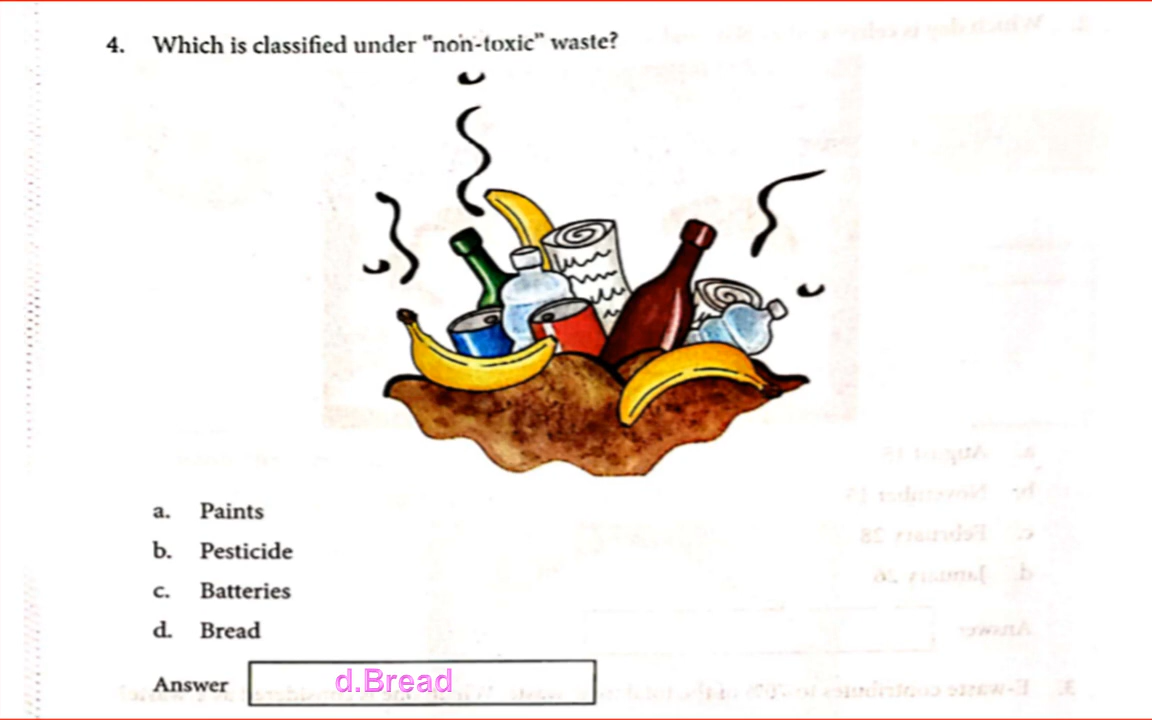 4. Which is classified under "non-toxic" waste?
a. Paints
b. Pesticide
c. Batteries
d. Bread
Answer d.Bread